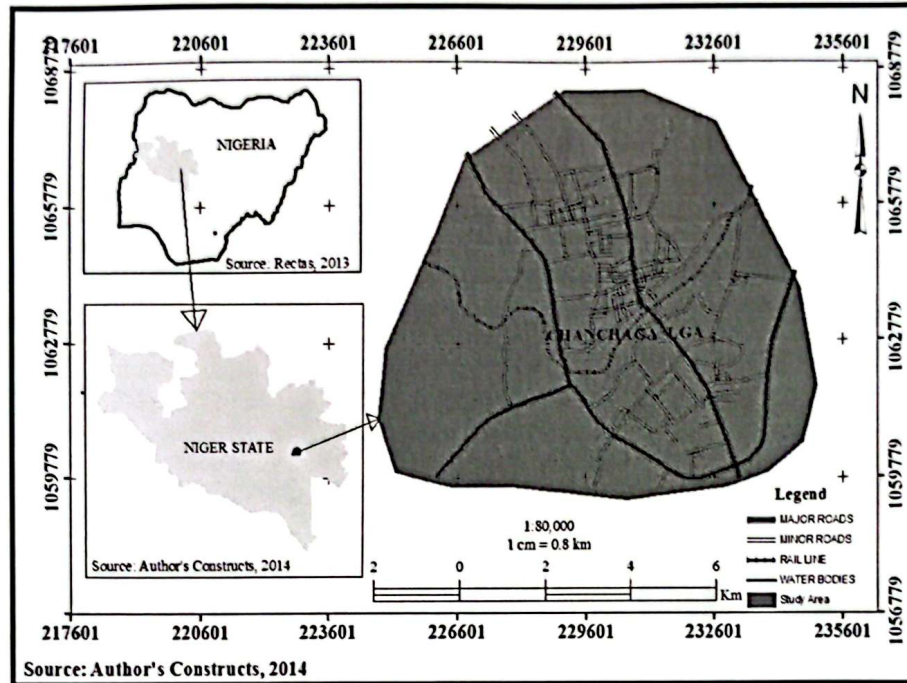 217601 220601 223601 226601 229601 232601 235601
1068779
1068779
N
NIGERIA
1065779
1065779
Source: Rectas, 2013
1062779
CHANCHAGA LGA
1062779
NIGER STATE
1059779
1059779
Legend
1:80,000
MAJOR ROADS
1 cm = 0.8 km
MINOR ROADS
RAIL LINE
Source: Author's Constructs, 2014
2 0 2 4 6
WATER BODIES
Km
Study Area
1056779
217601 220601 223601 226601 229601 232601 235601
Source: Author's Constructs, 2014